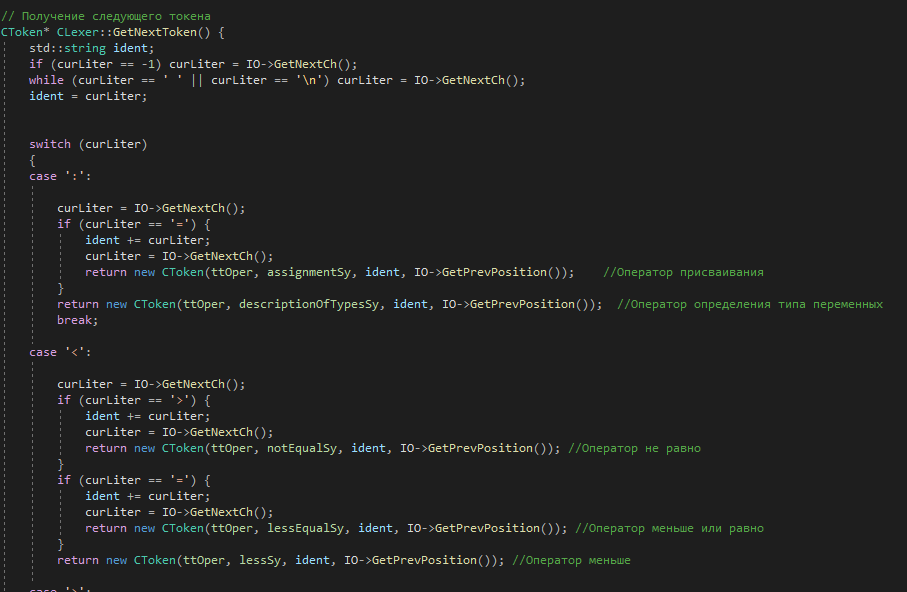 // Получение следующего токена
CToken* CLexer::GetNextToken() {
    std::string ident;
    if (curLiter == -1) curLiter = IO->GetNextCh();
    while (curLiter == ' ' || curLiter == '\n') curLiter = IO->GetNextCh();
    ident = curLiter;
    switch (curLiter)
    {
    case ':':
        curLiter = IO->GetNextCh();
        if (curLiter == '=') {
            ident += curLiter;
            curLiter = IO->GetNextCh();
            return new CToken(ttOper, assignmentSy, ident, IO->GetPrevPosition());    //Оператор присваивания
        }
        return new CToken(ttOper, descriptionOfTypesSy, ident, IO->GetPrevPosition());  //Оператор определения типа переменных
        break;
    case '<':
        curLiter = IO->GetNextCh();
        if (curLiter == '>') {
            ident += curLiter;
            curLiter = IO->GetNextCh();
            return new CToken(ttOper, notEqualSy, ident, IO->GetPrevPosition()); //Оператор не равно
        }
        if (curLiter == '=') {
            ident += curLiter;
            curLiter = IO->GetNextCh();
            return new CToken(ttOper, lessEqualSy, ident, IO->GetPrevPosition()); //Оператор меньше или равно
        }
        return new CToken(ttOper, lessSy, ident, IO->GetPrevPosition()); //Оператор меньше
    case '>':